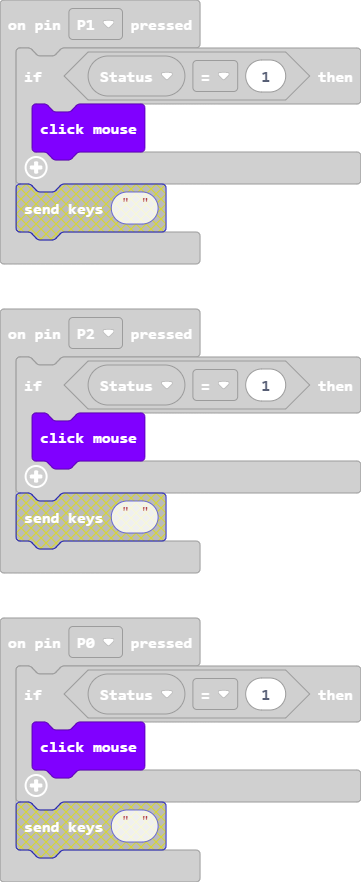 on pin P1 pressed
if Status = 1 then
click mouse
send keys " "
on pin P2 pressed
if Status = 1 then
click mouse
send keys " "
on pin P0 pressed
if Status = 1 then
click mouse
send keys " "